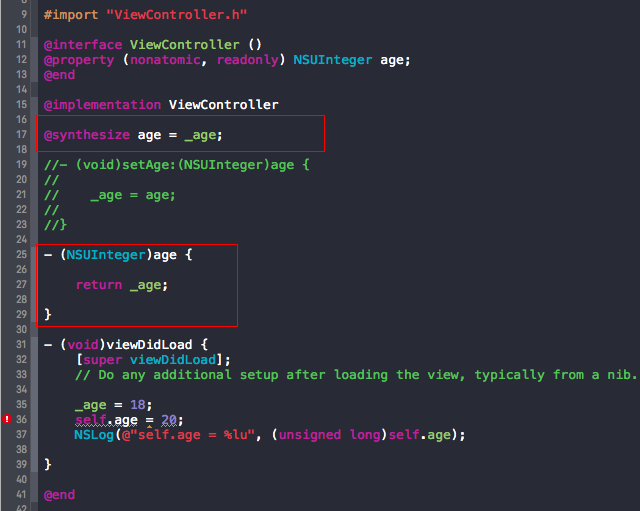 9 #import "ViewController.h"
10
11 @interface ViewController ()
12 @property (nonatomic, readonly) NSUInteger age;
13 @end
14
15 @implementation ViewController
16
17 @synthesize age = _age;
18
19 //- (void)setAge:(NSUInteger)age {
20 //
21 //    _age = age;
22 //
23 //}
24
25 - (NSUInteger)age {
26
27     return _age;
28
29 }
30
31 - (void)viewDidLoad {
32     [super viewDidLoad];
33     // Do any additional setup after loading the view, typically from a nib.
34
35     _age = 18;
36     self.age = 20;
37     NSLog(@"self.age = %lu", (unsigned long)self.age);
38
39 }
40
41 @end
42